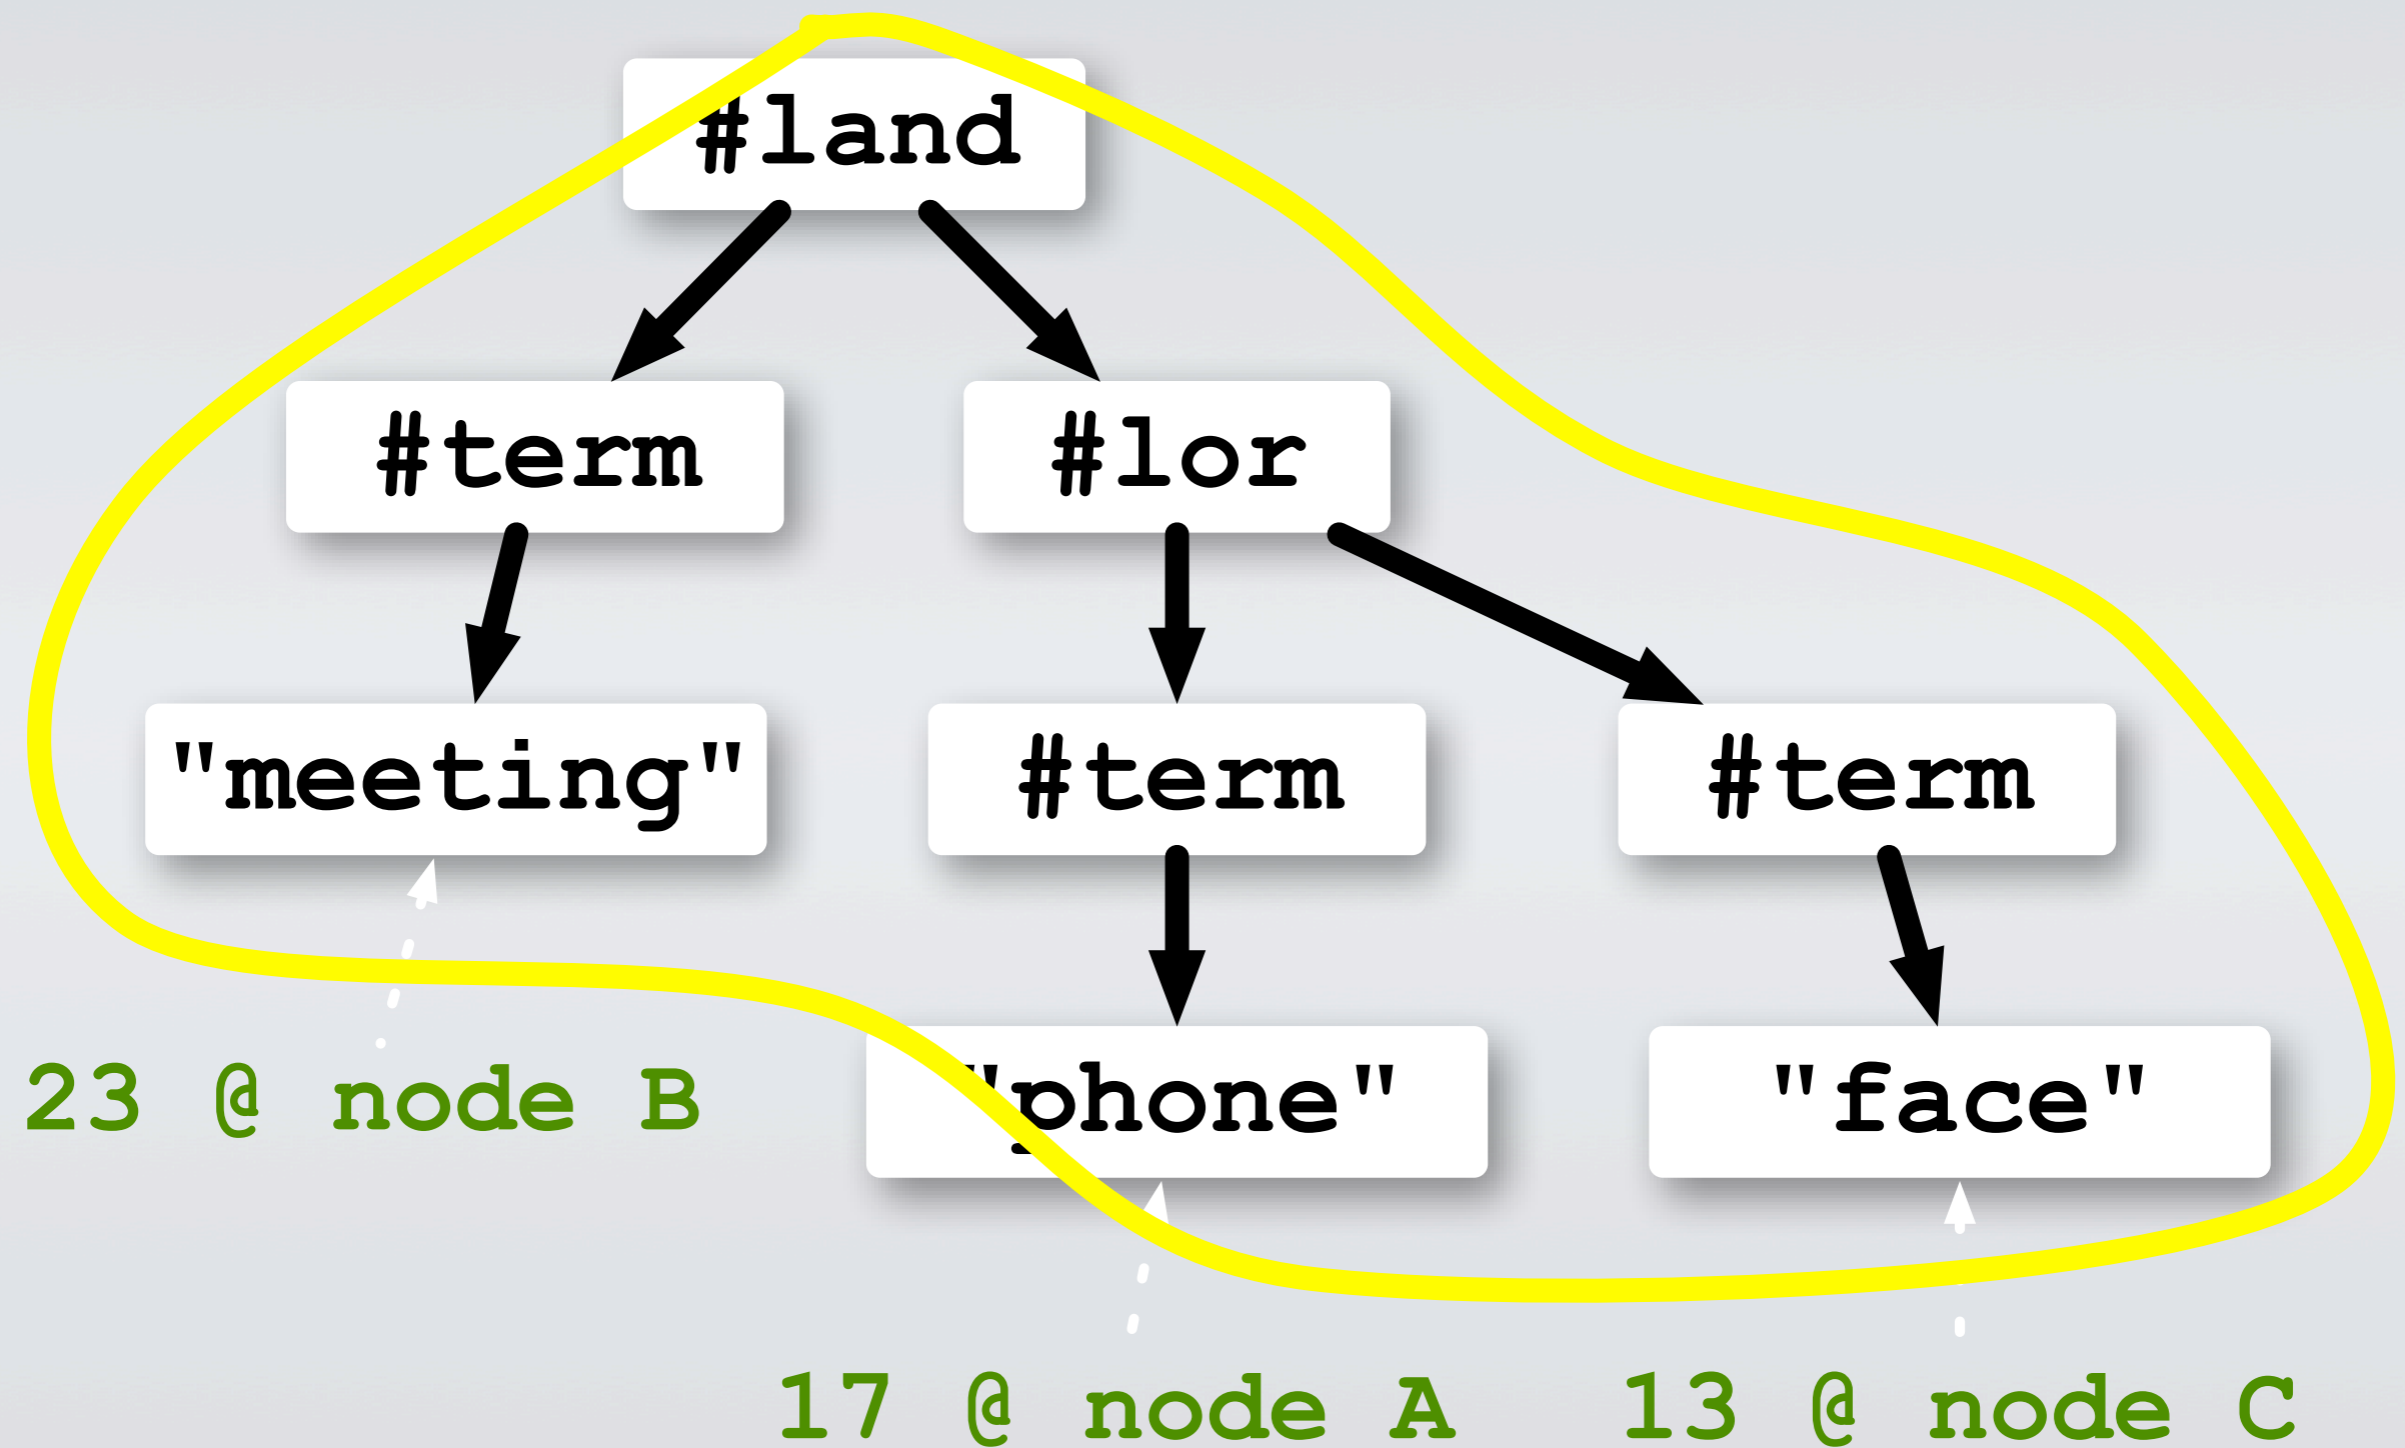 #land
#term
#lor
"meeting"
#term
#term
"phone"
"face"
23 @ node B
17 @ node A
13 @ node C